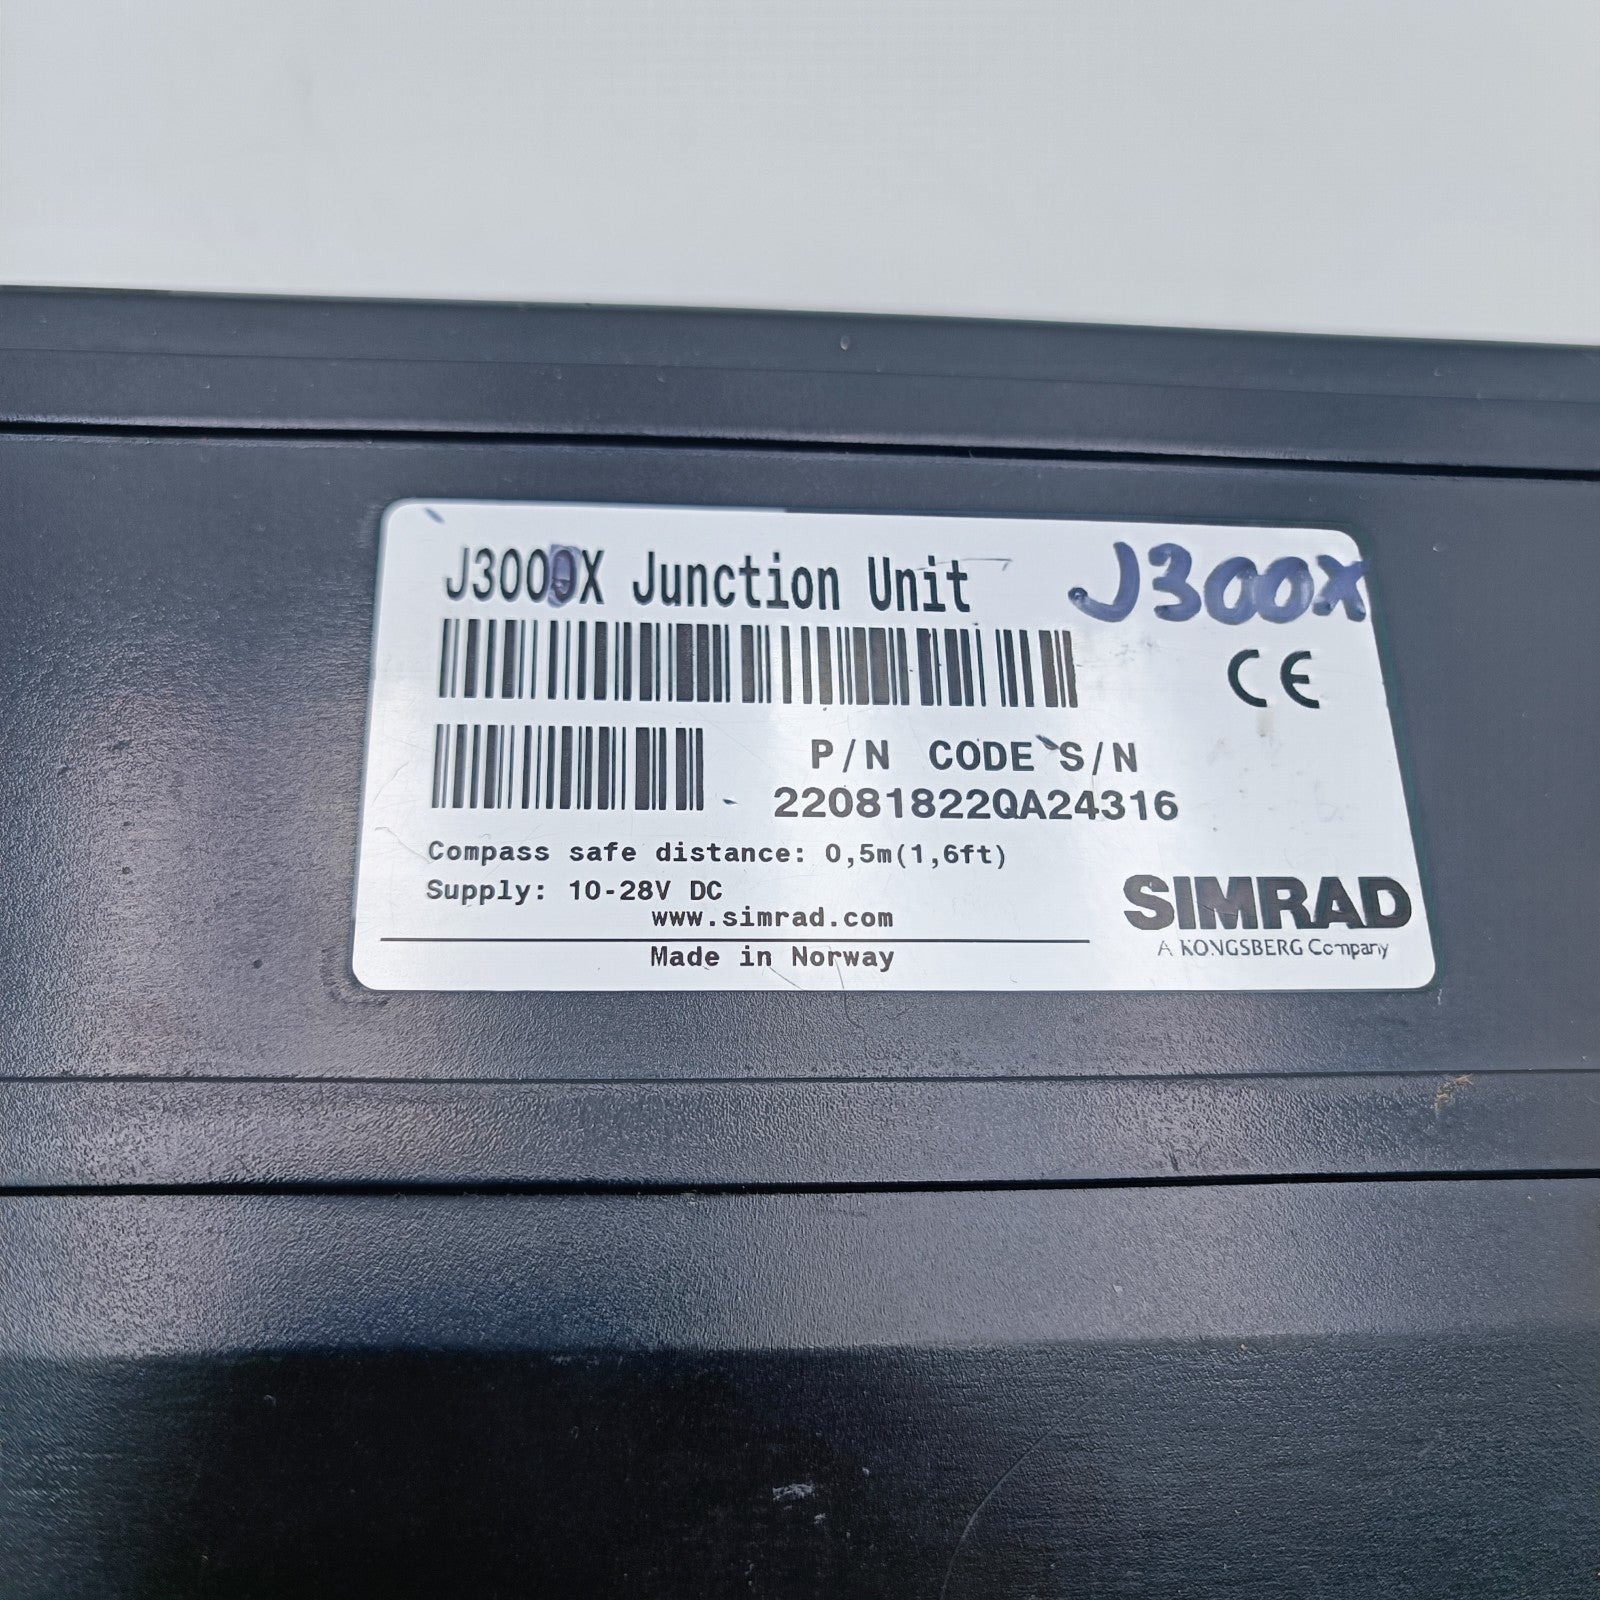 J3000X Junction Unit J300X
CE
P/N CODE S/N
22081822QA24316
Compass safe distance: 0,5m(1,6ft)
Supply: 10-28V DC
www.simrad.com
SIMRAD
A KONGSBERG Company
Made in Norway